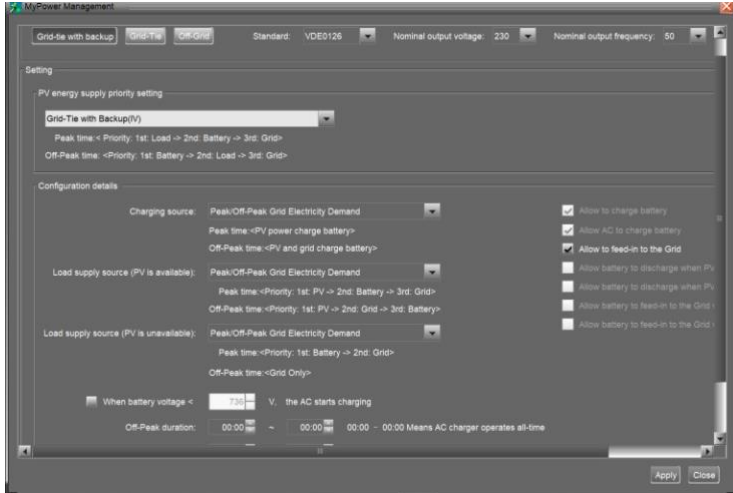 MyPower Management
Grid-tie with backup Grid-Tie Off-Grid Standard: VDE0126 Nominal output voltage: 230 Nominal output frequency: 50
Setting
PV energy supply priority setting
Grid-Tie with Backup(IV)
Peak time:< Priority: 1st: Load -> 2nd: Battery -> 3rd: Grid>
Off-Peak time: <Priority: 1st: Battery -> 2nd: Load -> 3rd: Grid>
Configuration details
Charging source: Peak/Off-Peak Grid Electricity Demand Allow to charge battery
Peak time:<PV power charge battery> Allow AC to charge battery
Off-Peak time:<PV and grid charge battery> Allow to feed-in to the Grid
Load supply source (PV is available): Peak/Off-Peak Grid Electricity Demand Allow battery to discharge when PV
Peak time:<Priority: 1st: PV -> 2nd: Battery -> 3rd: Grid> Allow battery to discharge when PV
Off-Peak time:<Priority: 1st: PV -> 2nd: Grid -> 3rd: Battery> Allow battery to feed-in to the Grid
Load supply source (PV is unavailable): Peak/Off-Peak Grid Electricity Demand Allow battery to feed-in to the Grid
Peak time:<Priority: 1st: Battery -> 2nd: Grid>
Off-Peak time:<Grid Only>
When battery voltage < 736 V, the AC starts charging
Off-Peak duration: 00:00 ~ 00:00 00:00 - 00:00 Means AC charger operates all-time
Apply Close